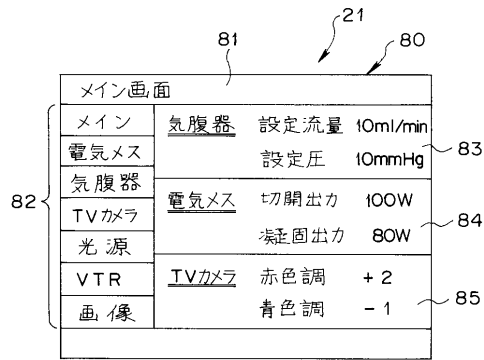 21
81
80
メイン画面
メイン
電気メス
気腹器
TVカメラ
光源
VTR
画像
82
気腹器 設定流量 10ml/min
設定圧 10mmHg
83
電気メス 切開出力 100W
凝固出力 80W
84
TVカメラ 赤色調 +2
青色調 -1
85